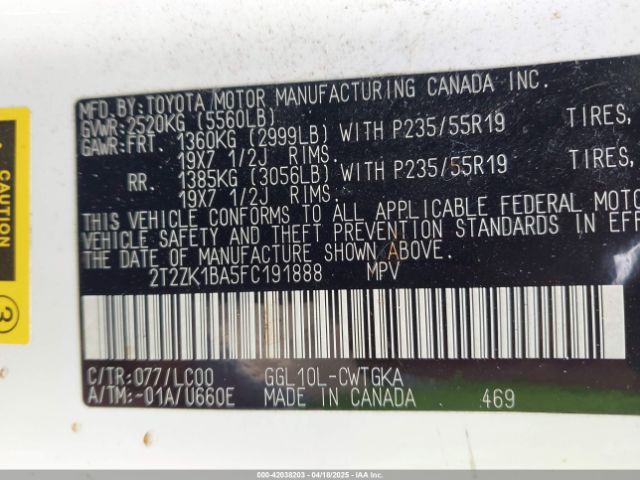 MFD. BY: TOYOTA MOTOR MANUFACTURING CANADA INC.
GVWR: 2520KG (5560LB)
GAWR: FRT. 1360KG (2999LB) WITH P235/55R19 TIRES,
19X7 1/2J RIMS.
RR. 1385KG (3056LB) WITH P235/55R19 TIRES,
19X7 1/2J RIMS.
THIS VEHICLE CONFORMS TO ALL APPLICABLE FEDERAL MOTO
VEHICLE SAFETY AND THEFT PREVENTION STANDARDS IN EFF
THE DATE OF MANUFACTURE SHOWN ABOVE.
2T2ZK1BA5FC191888 MPV
C/TR: 077/LC00 GGL10L-CWTGKA
A/TM: -01A/U660E MADE IN CANADA 469
CAUTION
3
000-42038203 - 04/18/2025 - IAAI.COM